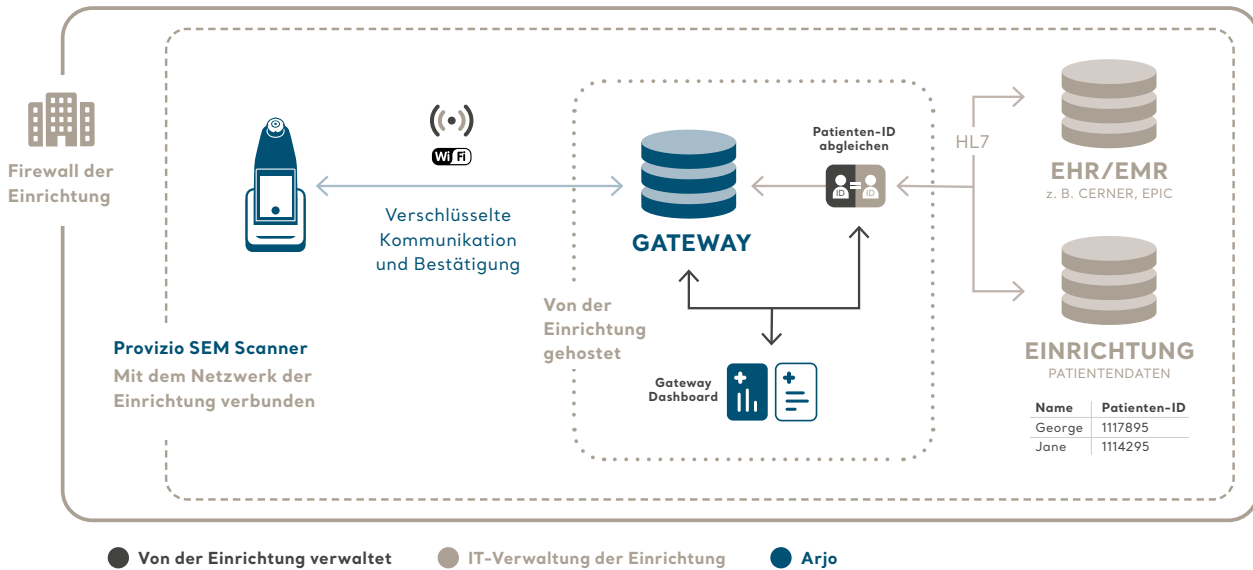 Firewall der
Einrichtung
WiFi
Verschlüsselte
Kommunikation
und Bestätigung
Provizio SEM Scanner
Mit dem Netzwerk der
Einrichtung verbunden
GATEWAY
Von der
Einrichtung
gehostet
Patienten-ID
abgleichen
ID = ID
Gateway
Dashboard
HL7
EHR/EMR
z. B. CERNER, EPIC
EINRICHTUNG
PATIENTENDATEN
Name Patienten-ID
George 1117895
Jane 1114295
Von der Einrichtung verwaltet IT-Verwaltung der Einrichtung Arjo